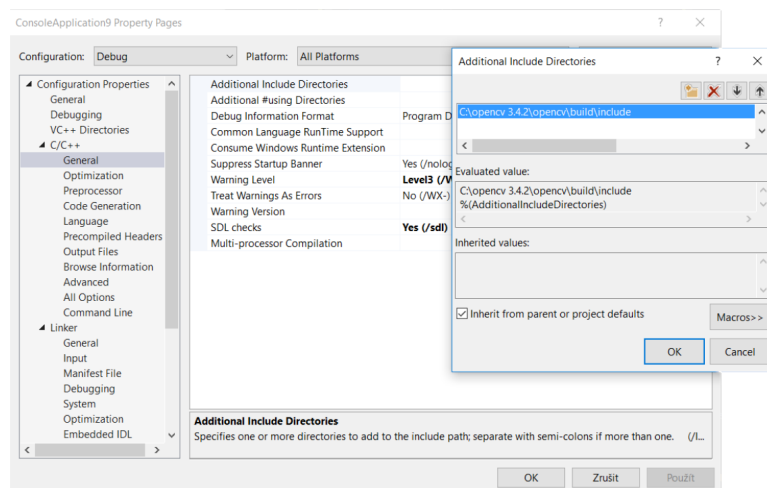 ConsoleApplication9 Property Pages
Configuration: Debug
Platform: All Platforms
Configuration Properties
General
Debugging
VC++ Directories
C/C++
General
Optimization
Preprocessor
Code Generation
Language
Precompiled Headers
Output Files
Browse Information
Advanced
All Options
Command Line
Linker
General
Input
Manifest File
Debugging
System
Optimization
Embedded IDL
Additional Include Directories
Additional #using Directories
Debug Information Format Program D
Common Language RunTime Support
Consume Windows Runtime Extension
Suppress Startup Banner Yes (/nolog
Warning Level Level3 (/W
Treat Warnings As Errors No (/WX-)
Warning Version
SDL checks Yes (/sdl)
Multi-processor Compilation
Additional Include Directories
Specifies one or more directories to add to the include path; separate with semi-colons if more than one. (/I...
OK Zrušit Použít
Additional Include Directories
C:\opencv 3.4.2\opencv\build\include
Evaluated value:
C:\opencv 3.4.2\opencv\build\include
%(AdditionalIncludeDirectories)
Inherited values:
Inherit from parent or project defaults
Macros>>
OK Cancel